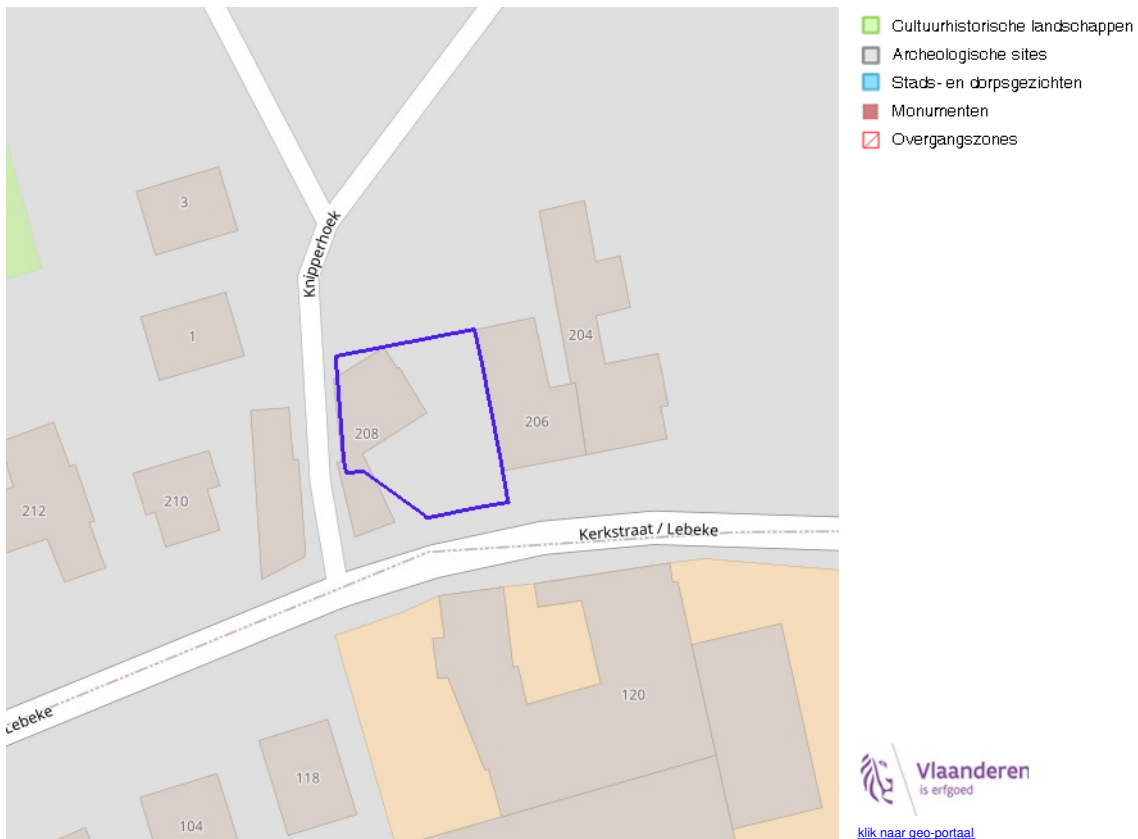 Cultuurhistorische landschappen
Archeologische sites
Stads- en dorpsgezichten
Monumenten
Overgangszones
3
Knipperhoek
1
204
206
208
210
212
Kerkstraat / Lebeke
Lebeke
120
118
104
Vlaanderen
is erfgoed
klik naar geo-portaal